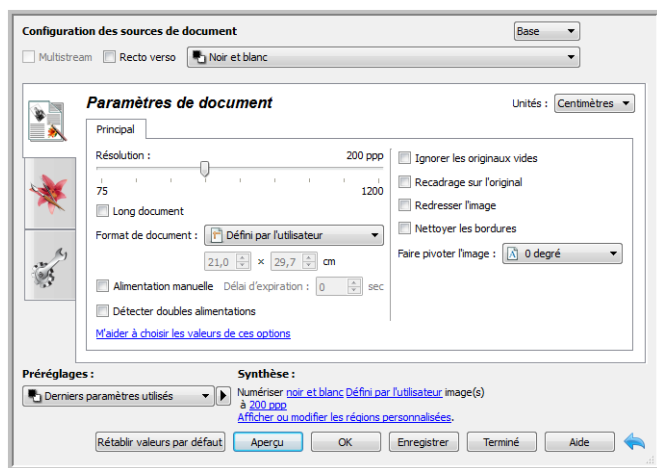 Configuration des sources de document
Base
Multistream
Recto verso
Noir et blanc
Paramètres de document
Unités :
Centimètres
Principal
Résolution :
200 ppp
75
1200
Long document
Format de document :
Défini par l'utilisateur
21,0
×
29,7
cm
Alimentation manuelle
Délai d'expiration :
0
sec
Détecter doubles alimentations
M'aider à choisir les valeurs de ces options
Ignorer les originaux vides
Recadrage sur l'original
Redresser l'image
Nettoyer les bordures
Faire pivoter l'image :
0 degré
Préréglages :
Derniers paramètres utilisés
Synthèse :
Numériser noir et blanc Défini par l'utilisateur image(s)
à 200 ppp
Afficher ou modifier les régions personnalisées.
Rétablir valeurs par défaut
Aperçu
OK
Enregistrer
Terminé
Aide